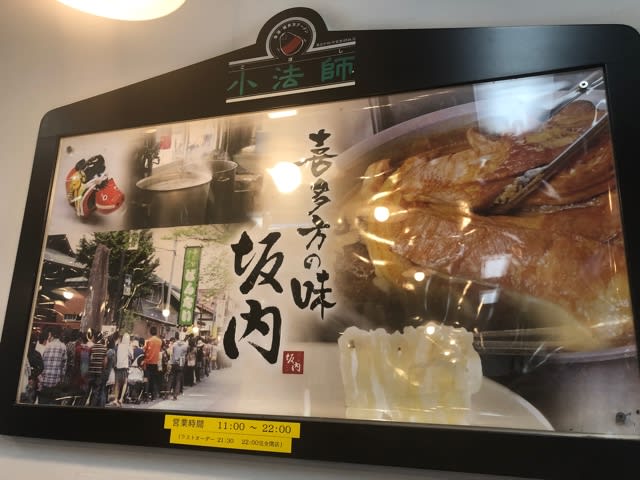 小法師
喜多方の味
坂内
坂内
営業時間 11:00 ～ 22:00
(ラストオーダー 21:30 22:00完全閉店)